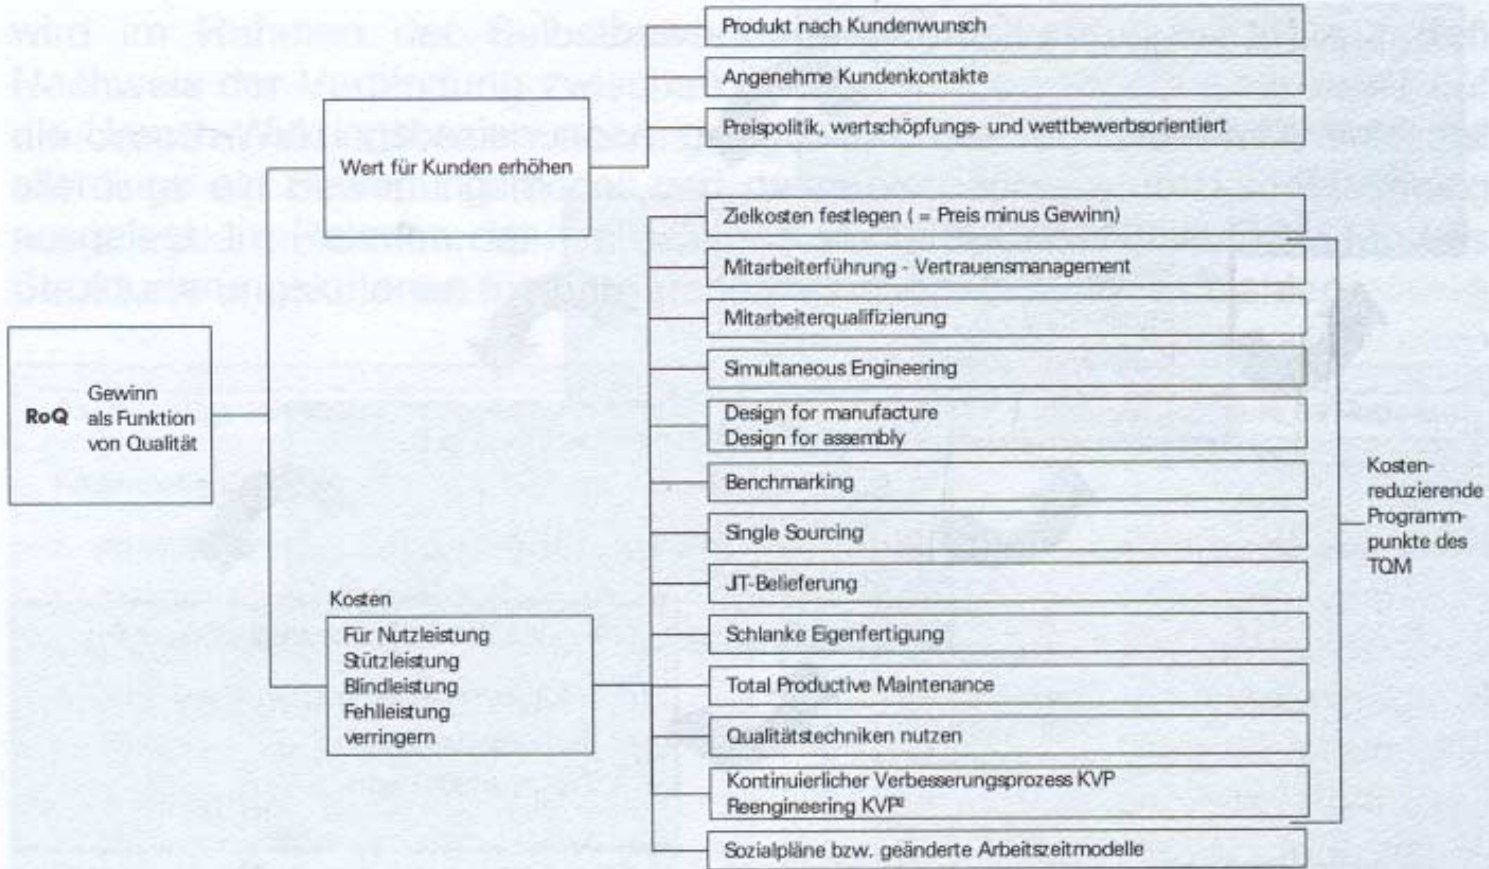 Produkt nach Kundenwunsch
Angenehme Kundenkontakte
Preispolitik, wertschöpfungs- und wettbewerbsorientiert
Wert für Kunden erhöhen
Zielkosten festlegen ( = Preis minus Gewinn)
Mitarbeiterführung - Vertrauensmanagement
Mitarbeiterqualifizierung
Simultaneous Engineering
RoQ
Gewinn
als Funktion
von Qualität
Design for manufacture
Design for assembly
Benchmarking
Single Sourcing
JIT-Belieferung
Kosten
Für Nutzleistung
Stützleistung
Blindleistung
Fehlleistung
verringern
Schlanke Eigenfertigung
Total Productive Maintenance
Qualitätstechniken nutzen
Kontinuierlicher Verbesserungsprozess KVP
Reengineering KVP²
Sozialpläne bzw. geänderte Arbeitszeitmodelle
Kosten-
reduzierende
Programm-
punkte des
TQM